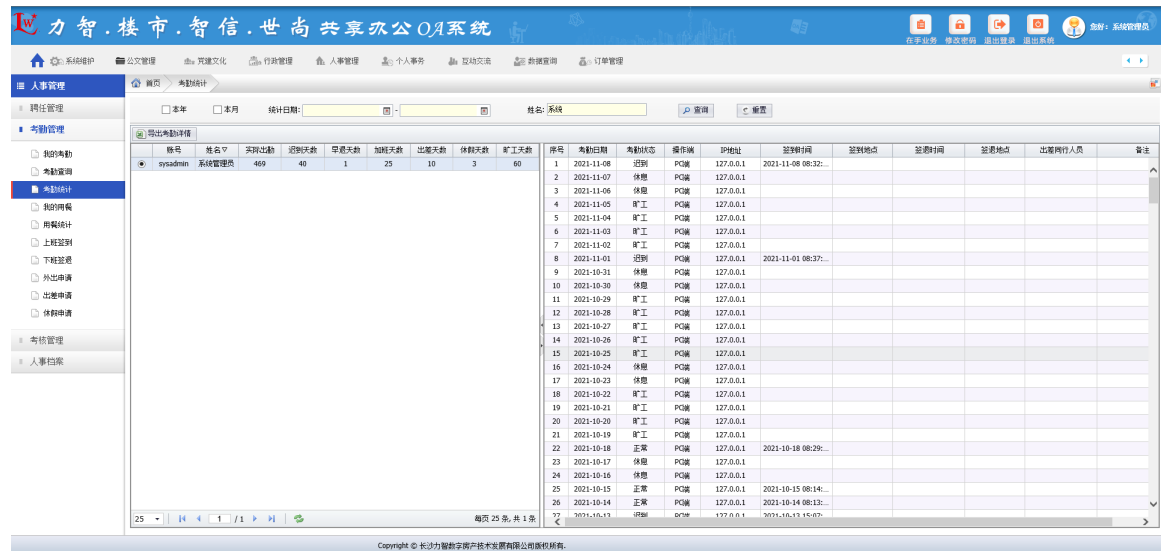 力智.楼市.智信.世尚共享办公OA系统
在手业务 修改密码 退出登录 退出系统 您好：系统管理员
系统维护 公文管理 党建文化 行政管理 人事管理 个人事务 互动交流 数据查询 订单管理
人事管理 首页 考勤统计
聘任管理 本年 本月 统计日期: - 姓名: 系统 查询 重置
考勤管理 导出考勤详情
我的考勤
考勤查询
考勤统计
我的用餐
用餐统计
上班签到
下班签退
外出申请
出差申请
休假申请
考核管理
人事档案
账号 姓名 实际出勤 迟到天数 早退天数 加班天数 出差天数 休假天数 旷工天数
sysadmin 系统管理员 469 40 1 25 10 3 60
序号 考勤日期 考勤状态 操作端 IP地址 签到时间 签到地点 签退时间 签退地点 出差同行人员 备注
1 2021-11-08 迟到 PC端 127.0.0.1 2021-11-08 08:32:...
2 2021-11-07 休息 PC端 127.0.0.1
3 2021-11-06 休息 PC端 127.0.0.1
4 2021-11-05 旷工 PC端 127.0.0.1
5 2021-11-04 旷工 PC端 127.0.0.1
6 2021-11-03 旷工 PC端 127.0.0.1
7 2021-11-02 旷工 PC端 127.0.0.1
8 2021-11-01 迟到 PC端 127.0.0.1 2021-11-01 08:37:...
9 2021-10-31 休息 PC端 127.0.0.1
10 2021-10-30 休息 PC端 127.0.0.1
11 2021-10-29 旷工 PC端 127.0.0.1
12 2021-10-28 旷工 PC端 127.0.0.1
13 2021-10-27 旷工 PC端 127.0.0.1
14 2021-10-26 旷工 PC端 127.0.0.1
15 2021-10-25 旷工 PC端 127.0.0.1
16 2021-10-24 休息 PC端 127.0.0.1
17 2021-10-23 休息 PC端 127.0.0.1
18 2021-10-22 旷工 PC端 127.0.0.1
19 2021-10-21 旷工 PC端 127.0.0.1
20 2021-10-20 旷工 PC端 127.0.0.1
21 2021-10-19 旷工 PC端 127.0.0.1
22 2021-10-18 正常 PC端 127.0.0.1 2021-10-18 08:29:...
23 2021-10-17 休息 PC端 127.0.0.1
24 2021-10-16 休息 PC端 127.0.0.1
25 2021-10-15 正常 PC端 127.0.0.1 2021-10-15 08:14:...
26 2021-10-14 正常 PC端 127.0.0.1 2021-10-14 08:13:...
27 2021-10-13 迟到 PC端 127.0.0.1 2021-10-13 15:07:...
25 1 /1 每页 25 条, 共 1 条
Copyright © 长沙力智数字房产技术发展有限公司版权所有.